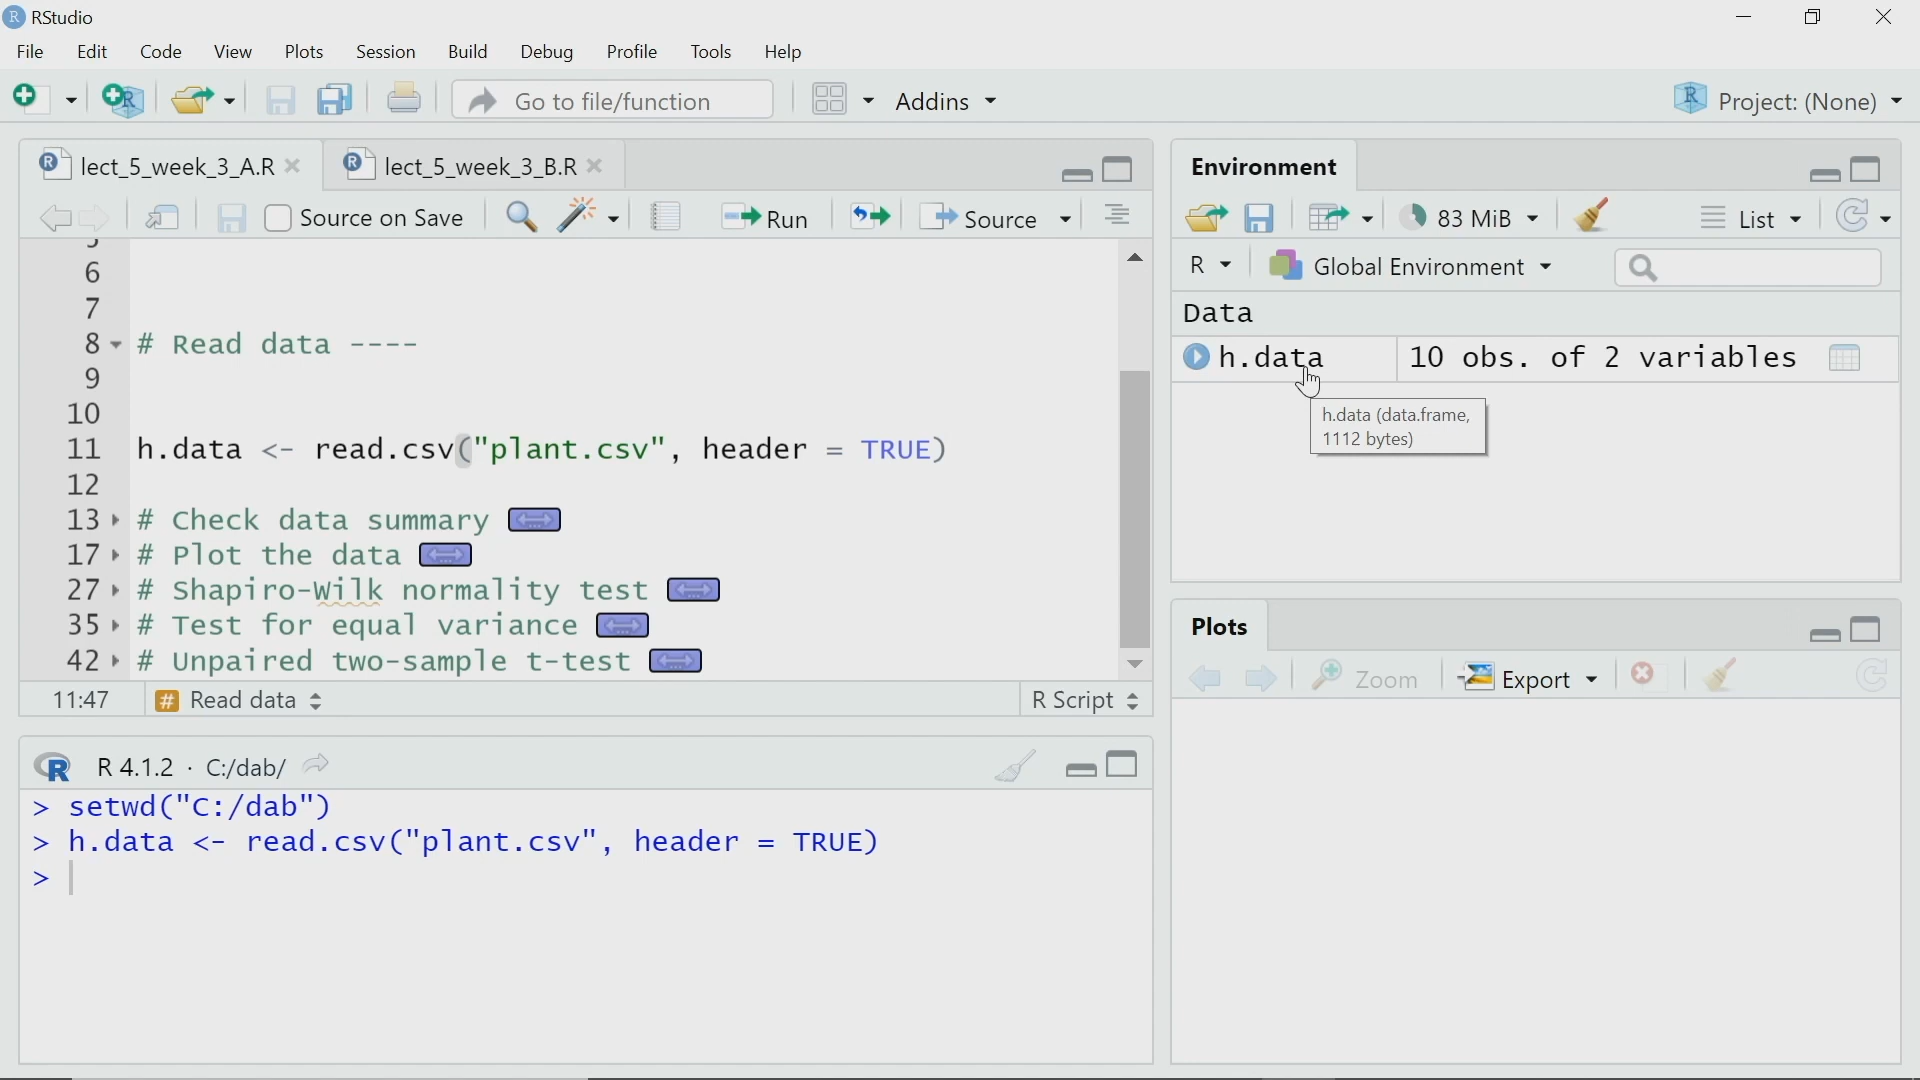 RStudio
File Edit Code View Plots Session Build Debug Profile Tools Help
Go to file/function Addins Project: (None)
lect_5_week_3_A.R lect_5_week_3_B.R
Source on Save Run Source
6
7
8 # Read data ----
9
10
11 h.data <- read.csv("plant.csv", header = TRUE)
12
13 # Check data summary
17 # Plot the data
27 # Shapiro-Wilk normality test
35 # Test for equal variance
42 # Unpaired two-sample t-test
11:47 # Read data R Script
R 4.1.2 · C:/dab/
> setwd("C:/dab")
> h.data <- read.csv("plant.csv", header = TRUE)
>
Environment
83 MiB List
R Global Environment
Data
h.data 10 obs. of 2 variables
h.data (data.frame,
1112 bytes)
Plots
Zoom Export